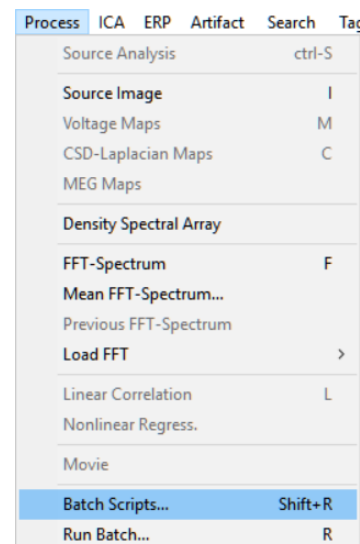 Process ICA ERP Artifact Search Tag
Source Analysis ctrl-S
Source Image I
Voltage Maps M
CSD-Laplacian Maps C
MEG Maps
Density Spectral Array
FFT-Spectrum F
Mean FFT-Spectrum...
Previous FFT-Spectrum
Load FFT >
Linear Correlation L
Nonlinear Regress.
Movie
Batch Scripts... Shift+R
Run Batch... R